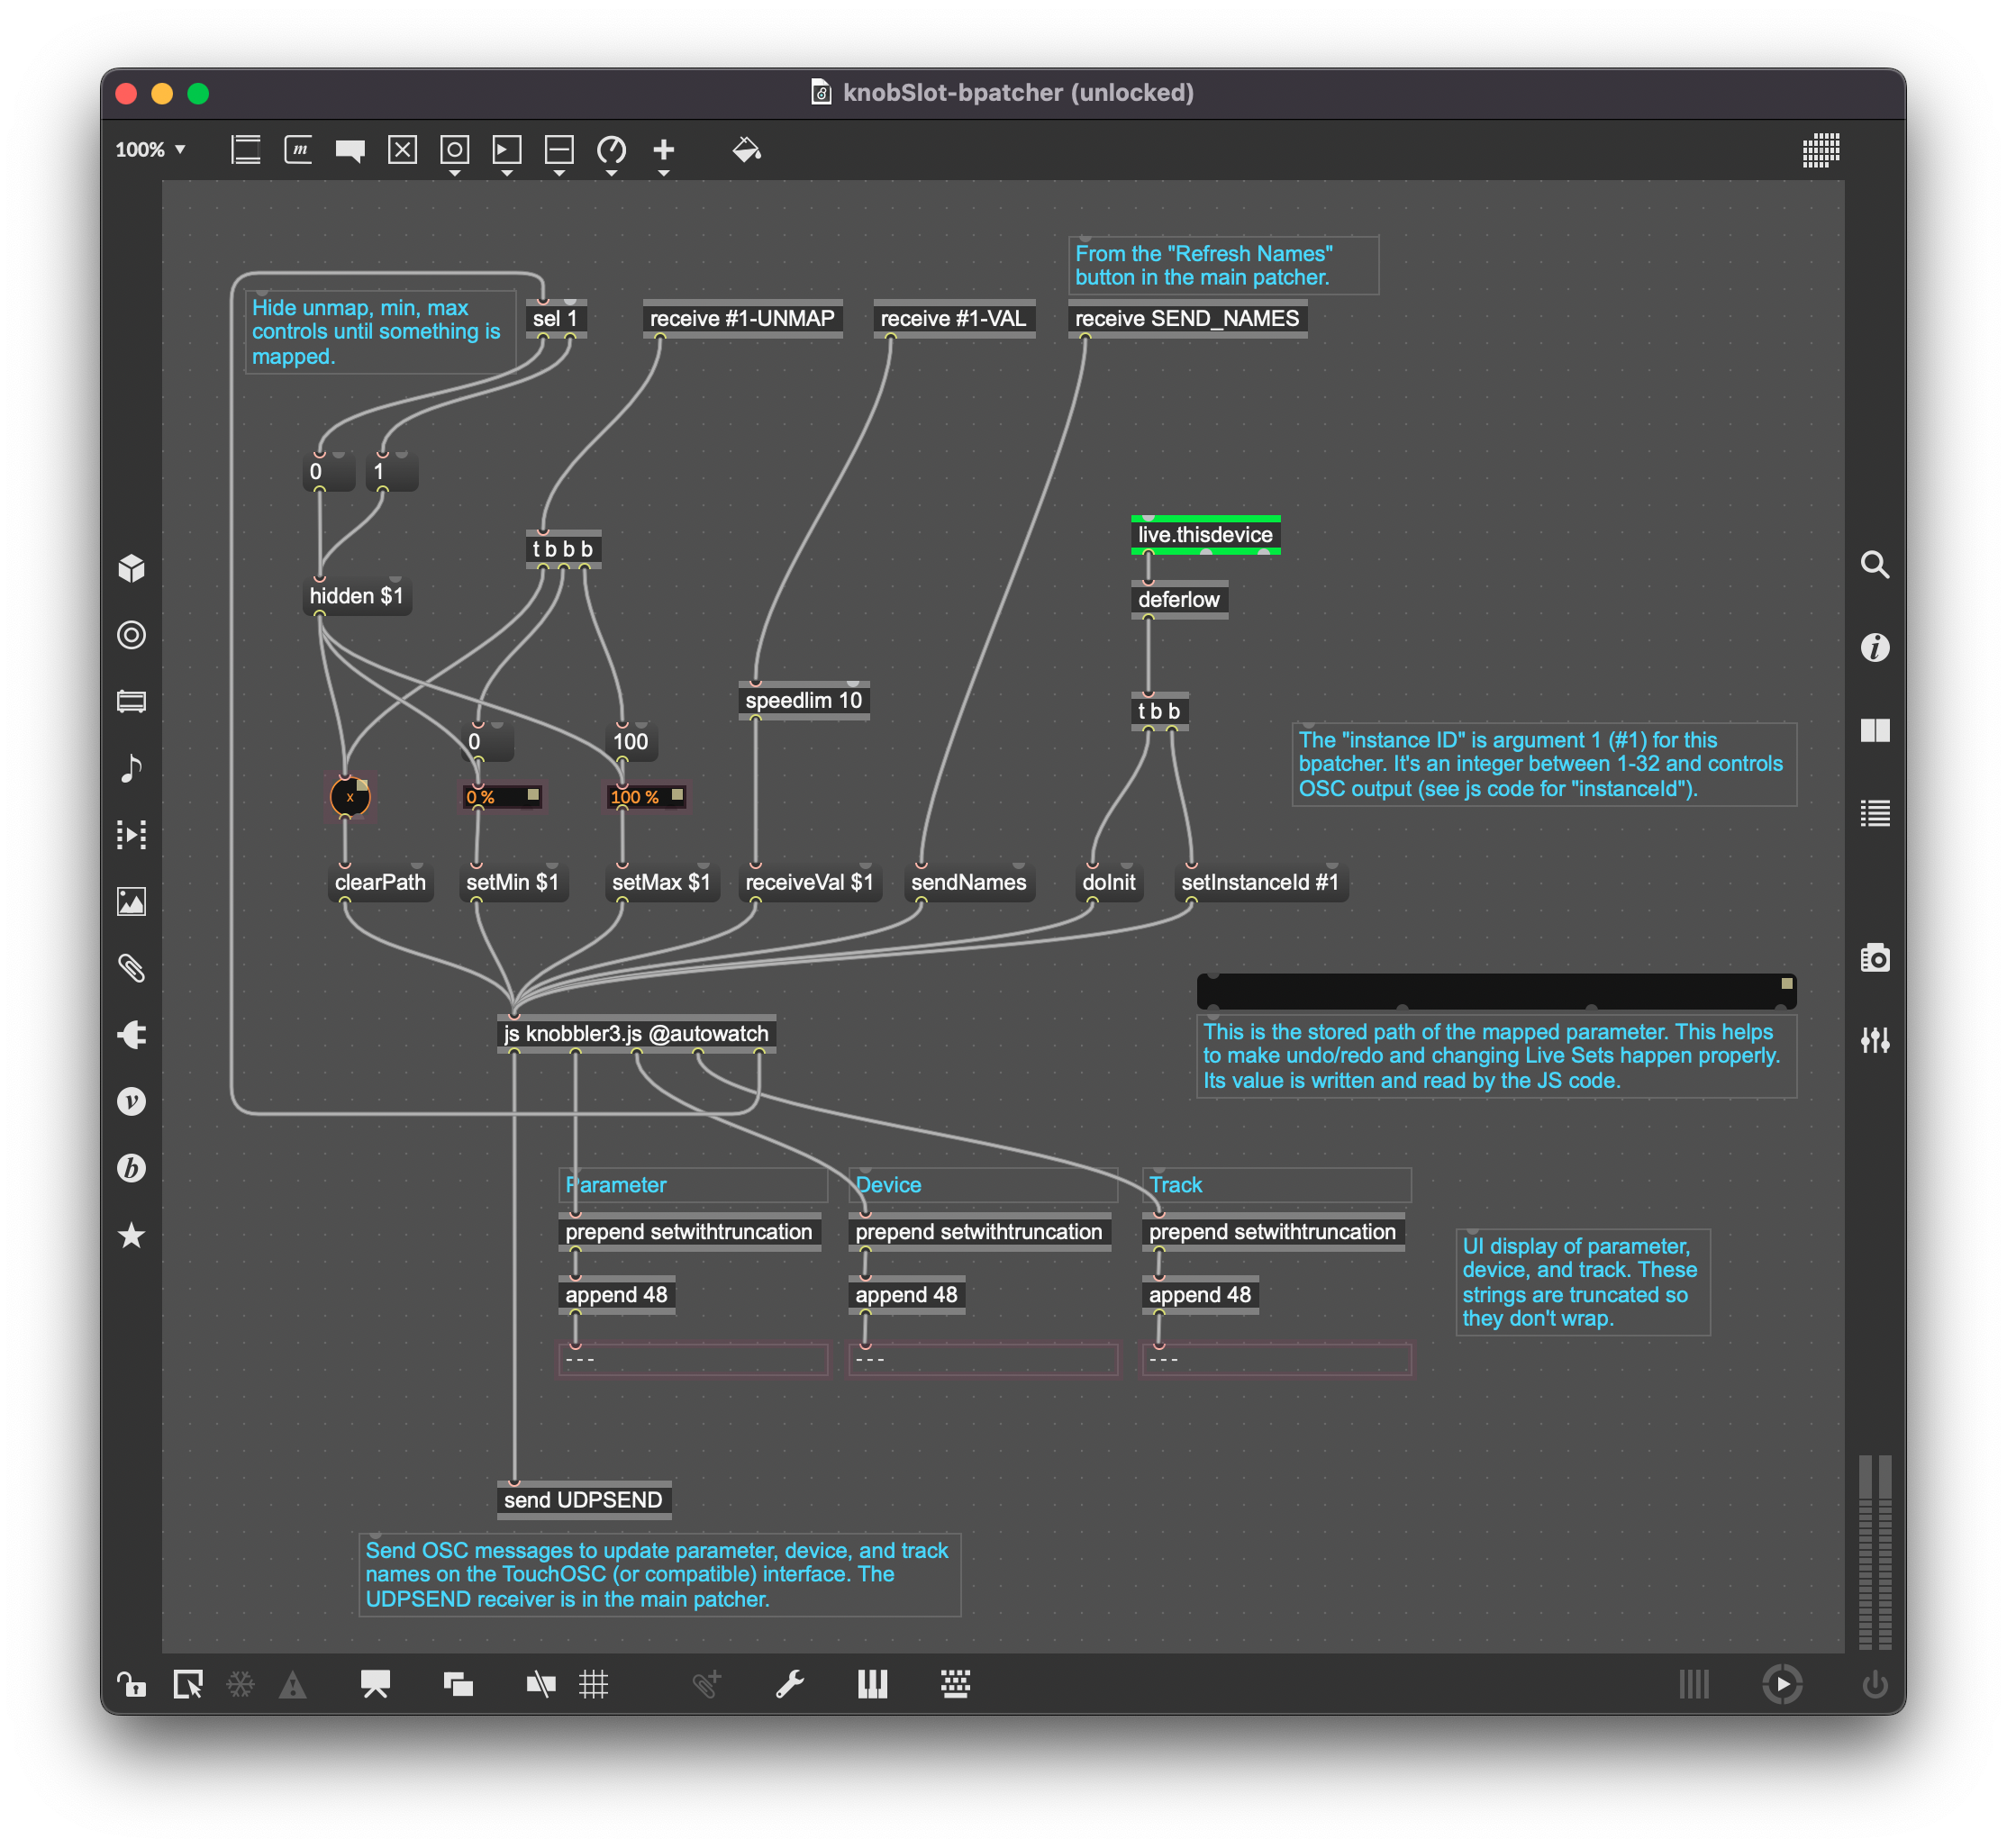 knobSlot-bpatcher (unlocked)
100%
m
From the "Refresh Names"
button in the main patcher.
Hide unmap, min, max
controls until something is
mapped.
sel 1
receive #1-UNMAP
receive #1-VAL
receive SEND_NAMES
0
1
live.thisdevice
t b b b
hidden $1
deferlow
speedlim 10
t b b
0
100
The "instance ID" is argument 1 (#1) for this
bpatcher. It's an integer between 1-32 and controls
OSC output (see js code for "instanceId").
x
0 %
100 %
clearPath
setMin $1
setMax $1
receiveVal $1
sendNames
doInit
setInstanceId #1
js knobbler3.js @autowatch
This is the stored path of the mapped parameter. This helps
to make undo/redo and changing Live Sets happen properly.
Its value is written and read by the JS code.
Parameter
Device
Track
prepend setwithtruncation
prepend setwithtruncation
prepend setwithtruncation
append 48
append 48
append 48
UI display of parameter,
device, and track. These
strings are truncated so
they don't wrap.
---
---
---
send UDPSEND
Send OSC messages to update parameter, device, and track
names on the TouchOSC (or compatible) interface. The
UDPSEND receiver is in the main patcher.
i
v
b